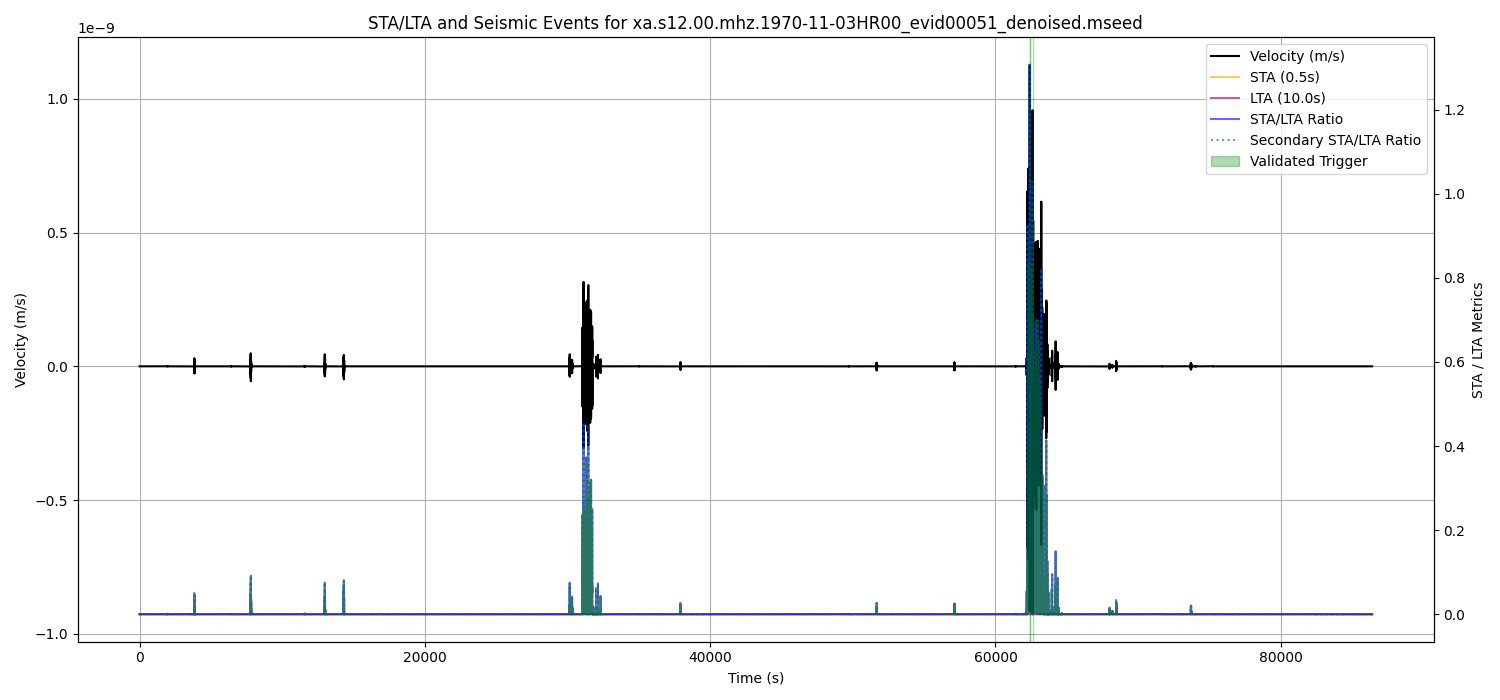 STA/LTA and Seismic Events for xa.s12.00.mhz.1970-11-03HR00_evid00051_denoised.mseed
1e−9
Velocity (m/s)
STA (0.5s)
LTA (10.0s)
STA/LTA Ratio
Secondary STA/LTA Ratio
Validated Trigger
1.0
0.5
0.0
−0.5
−1.0
Velocity (m/s)
1.2
1.0
0.8
0.6
0.4
0.2
0.0
STA / LTA Metrics
0
20000
40000
60000
80000
Time (s)